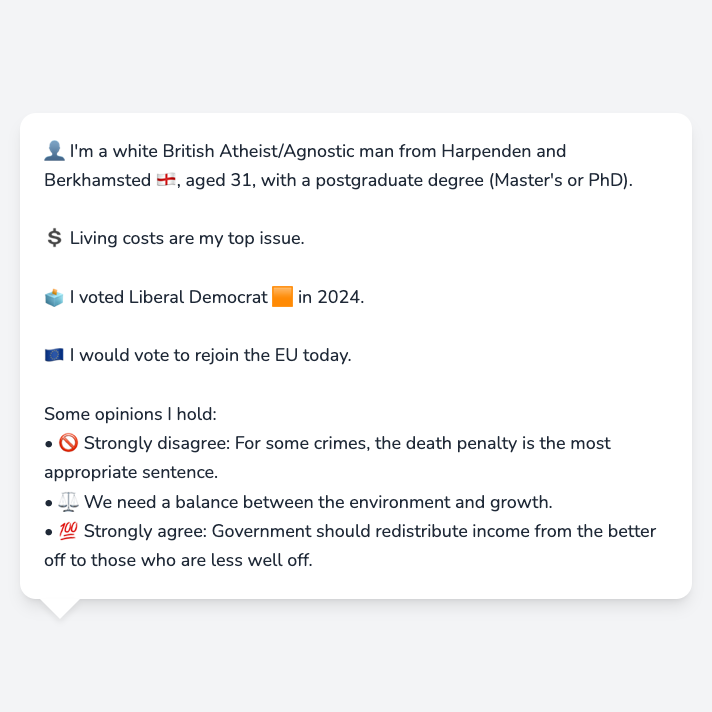 👤 I'm a white British Atheist/Agnostic man from Harpenden and
Berkhamsted 🏴󠁧󠁢󠁥󠁮󠁧󠁿, aged 31, with a postgraduate degree (Master's or PhD).
💲 Living costs are my top issue.
🗳️ I voted Liberal Democrat 🟧 in 2024.
🇪🇺 I would vote to rejoin the EU today.
Some opinions I hold:
• 🚫 Strongly disagree: For some crimes, the death penalty is the most
appropriate sentence.
• ⚖️ We need a balance between the environment and growth.
• 💯 Strongly agree: Government should redistribute income from the better
off to those who are less well off.